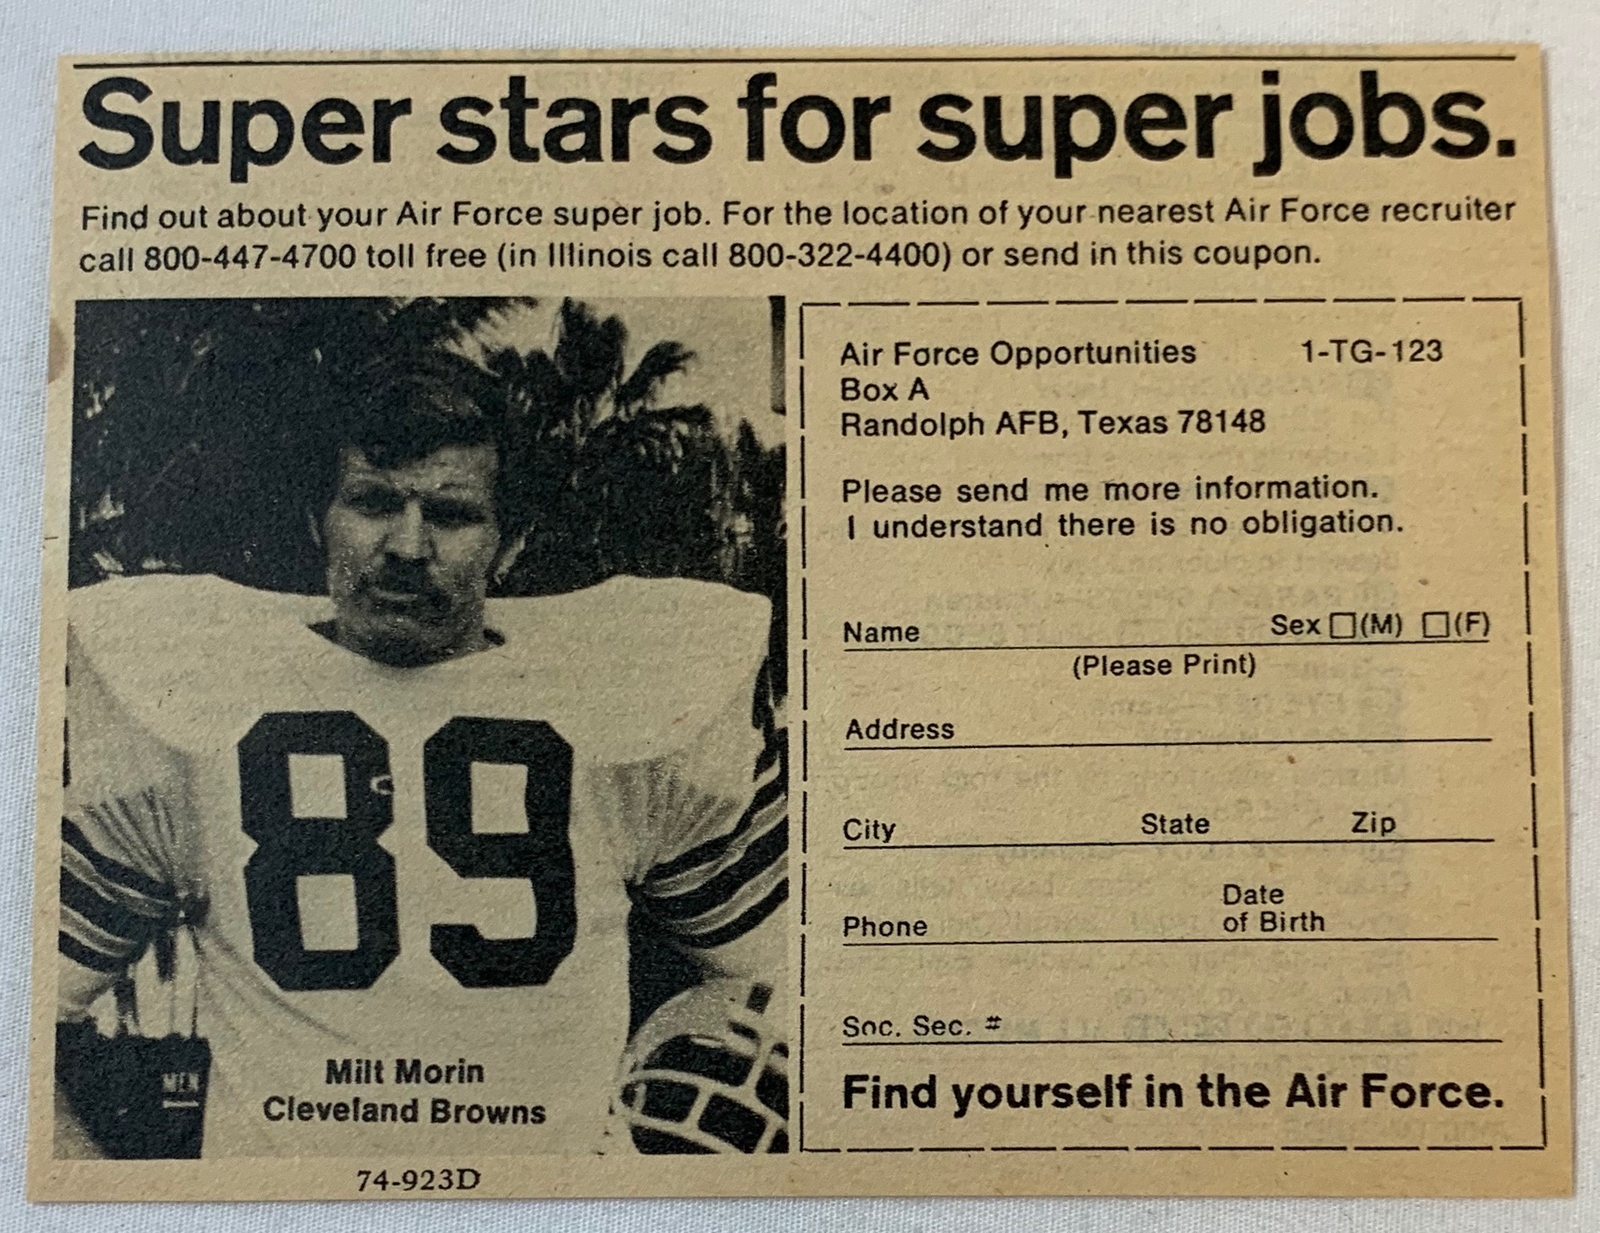 Super stars for super jobs.
Find out about your Air Force super job. For the location of your nearest Air Force recruiter
call 800-447-4700 toll free (in Illinois call 800-322-4400) or send in this coupon.
89
Milt Morin
Cleveland Browns
74-923D
Air Force Opportunities 1-TG-123
Box A
Randolph AFB, Texas 78148
Please send me more information.
I understand there is no obligation.
Name Sex (M) (F)
(Please Print)
Address
City State Zip
Date
Phone of Birth
Soc. Sec. #
Find yourself in the Air Force.